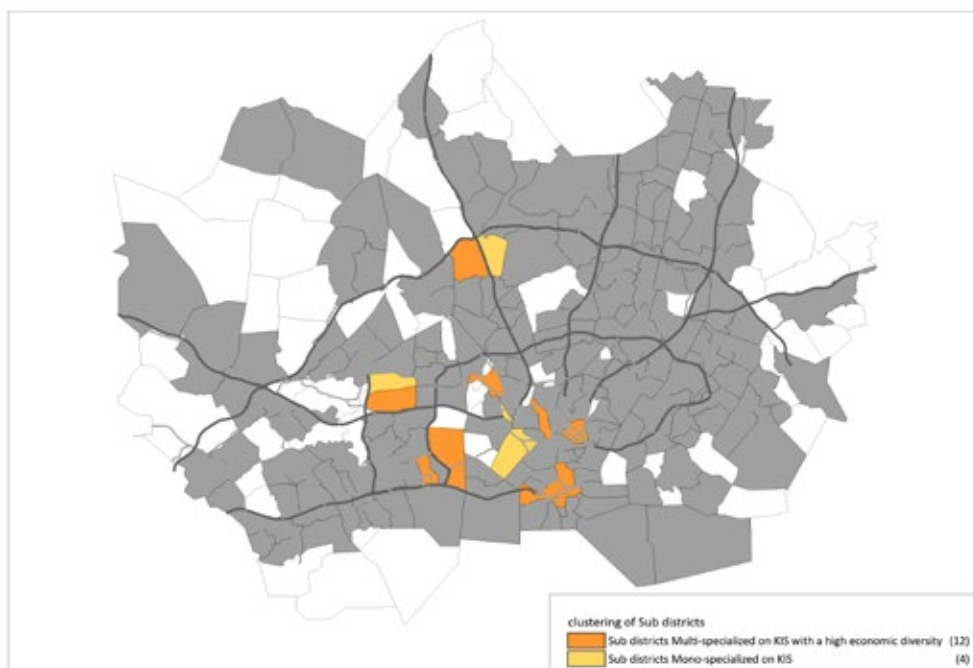 clustering of Sub districts
Sub districts Multi-specialized on KIS with a high economic diversity (12)
Sub districts Mono-specialized on KIS (4)